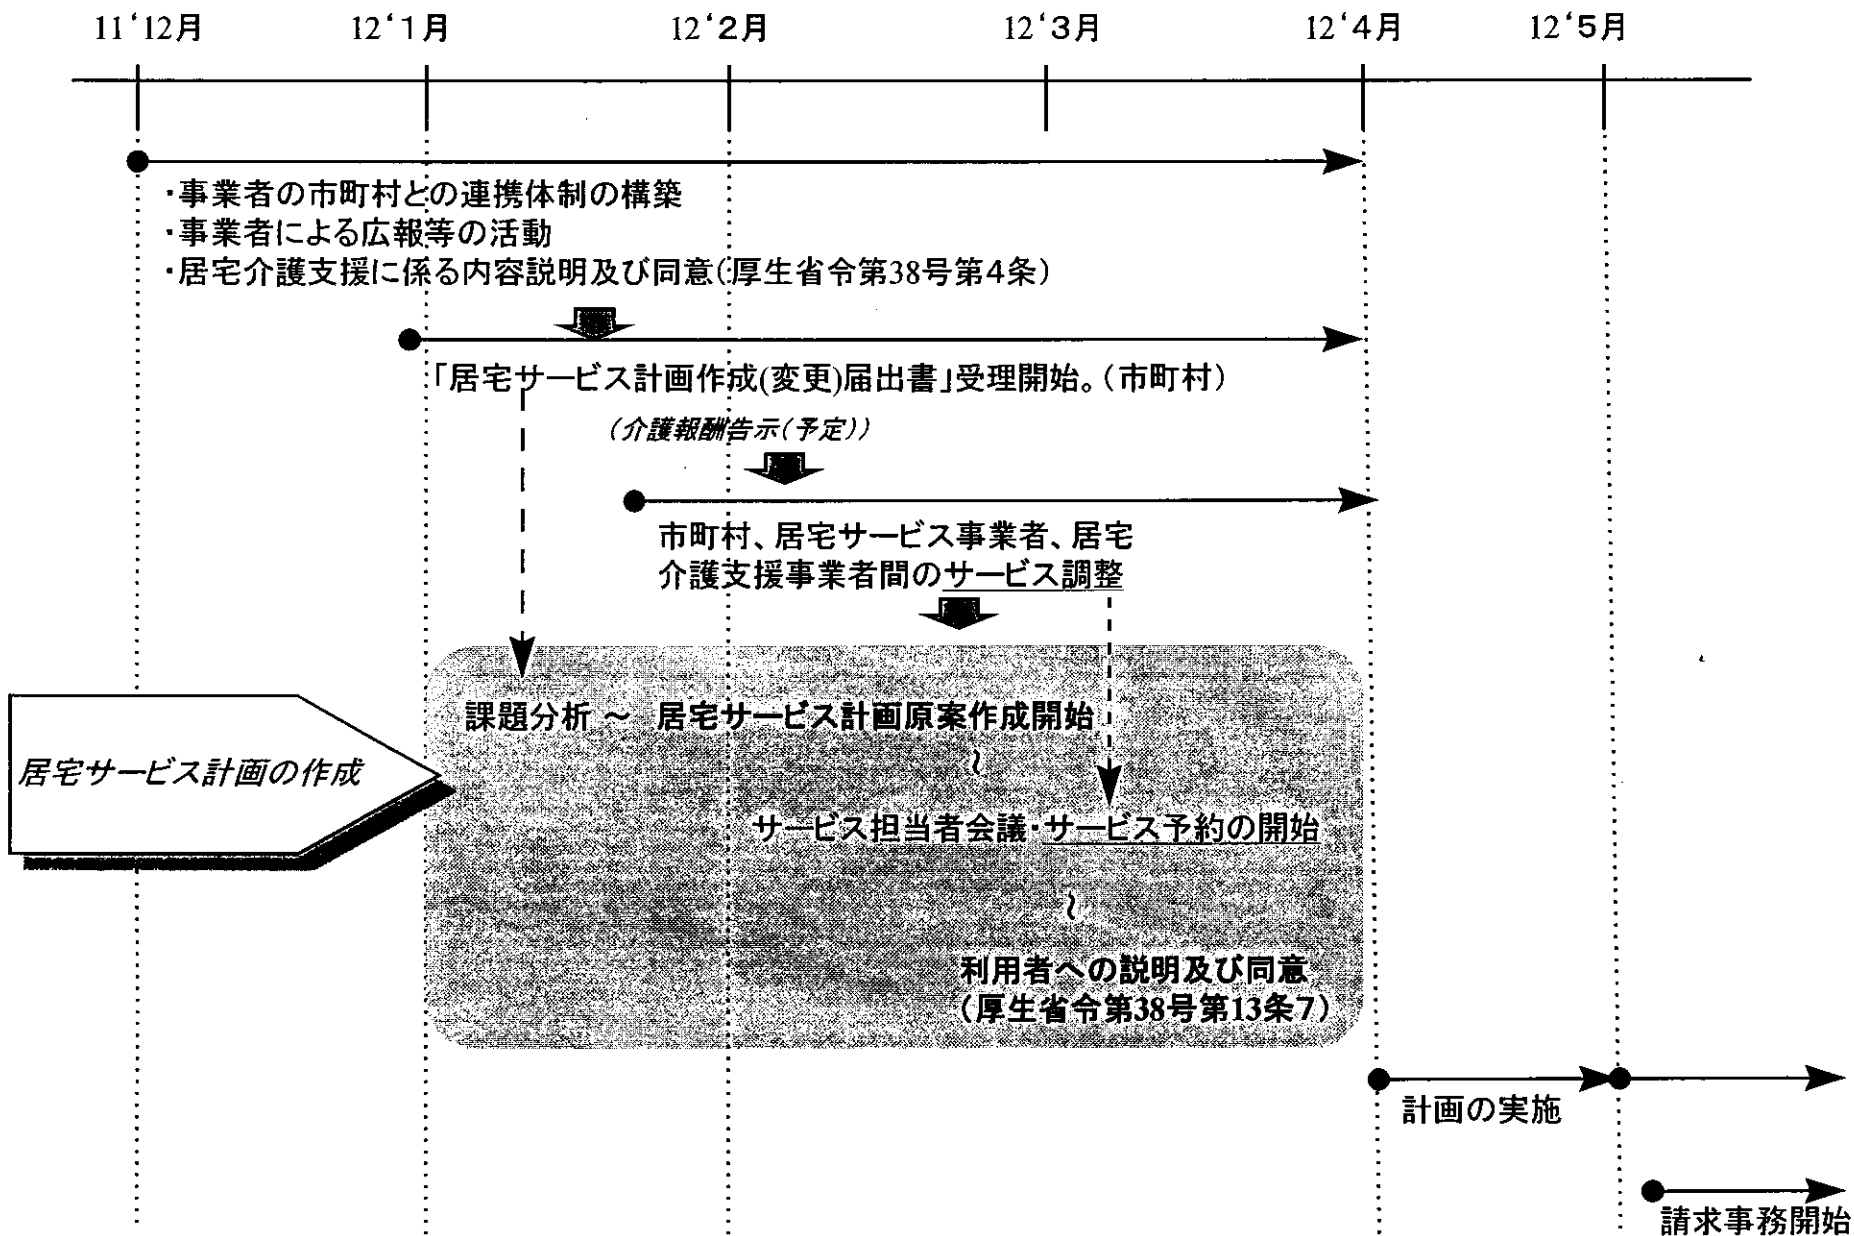 11‘12月 12‘1月 12‘2月 12‘3月 12‘4月 12‘5月
・事業者の市町村との連携体制の構築
・事業者による広報等の活動
・居宅介護支援に係る内容説明及び同意（厚生省令第38号第４条）
「居宅サービス計画作成(変更)届出書」受理開始。（市町村）
（介護報酬告示(予定)）
市町村、居宅サービス事業者、居宅
介護支援事業者間のサービス調整
課題分析 ～ 居宅サービス計画原案作成開始
～
居宅サービス計画の作成
サービス担当者会議・サービス予約の開始
～
利用者への説明及び同意
（厚生省令第38号第13条７）
計画の実施
請求事務開始